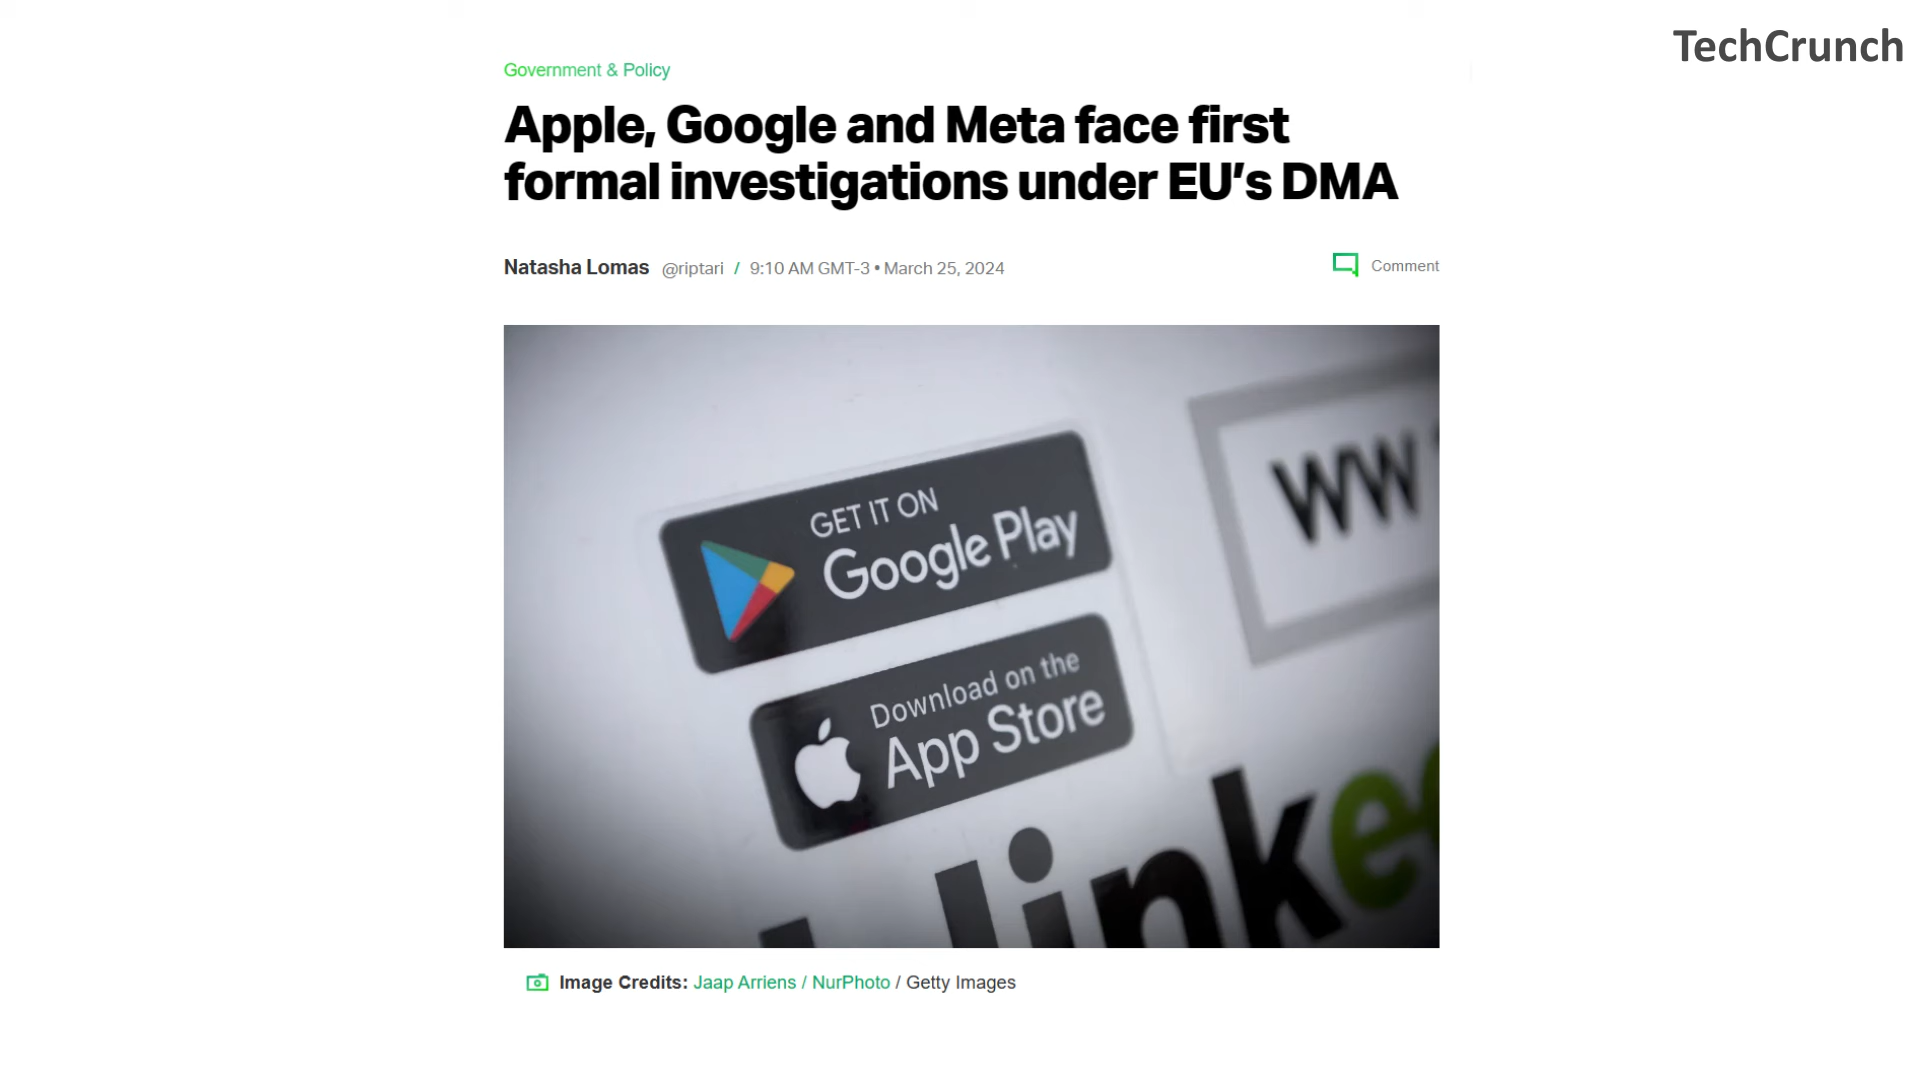 TechCrunch
Government & Policy
Apple, Google and Meta face first
formal investigations under EU’s DMA
Natasha Lomas @riptari / 9:10 AM GMT-3 • March 25, 2024
Comment
GET IT ON
Google Play
WW
Download on the
App Store
linke
Image Credits: Jaap Arriens / NurPhoto / Getty Images